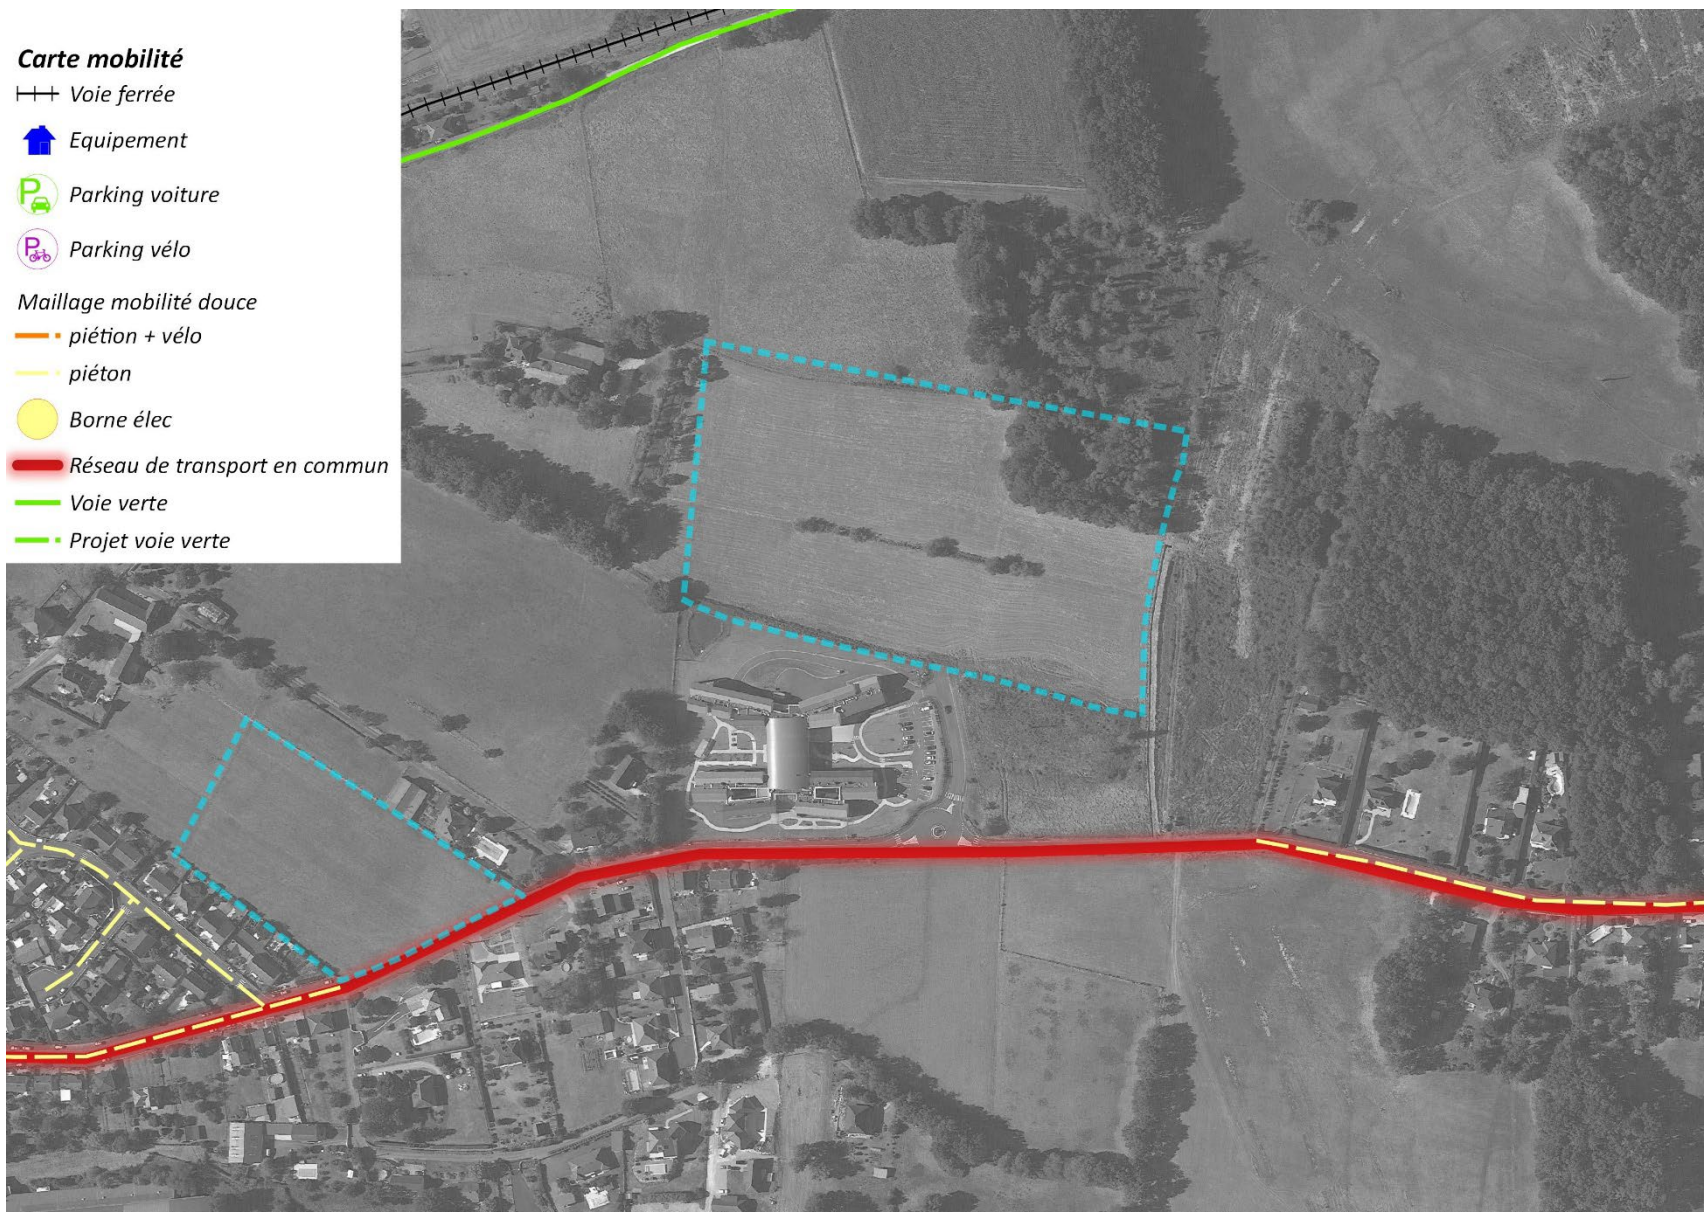 Carte mobilité
Voie ferrée
Equipement
P Parking voiture
P Parking vélo
Maillage mobilité douce
piétion + vélo
piéton
Borne élec
Réseau de transport en commun
Voie verte
Projet voie verte